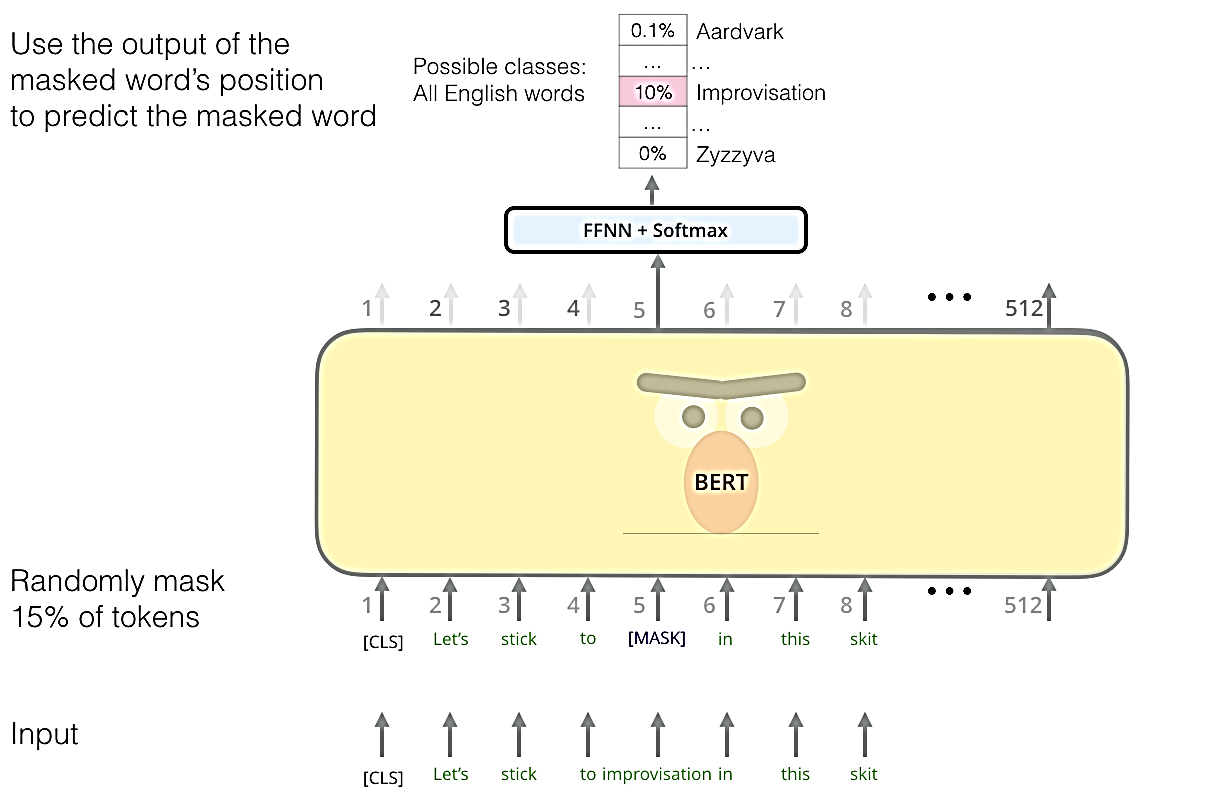 Use the output of the
masked word's position
to predict the masked word
Possible classes:
All English words
0.1% Aardvark
... ...
10% Improvisation
... ...
0% Zyzzyva
FFNN + Softmax
1 2 3 4 5 6 7 8 ••• 512
BERT
Randomly mask
15% of tokens
1 2 3 4 5 6 7 8 ••• 512
[CLS] Let's stick to [MASK] in this skit
Input
[CLS] Let's stick to improvisation in this skit